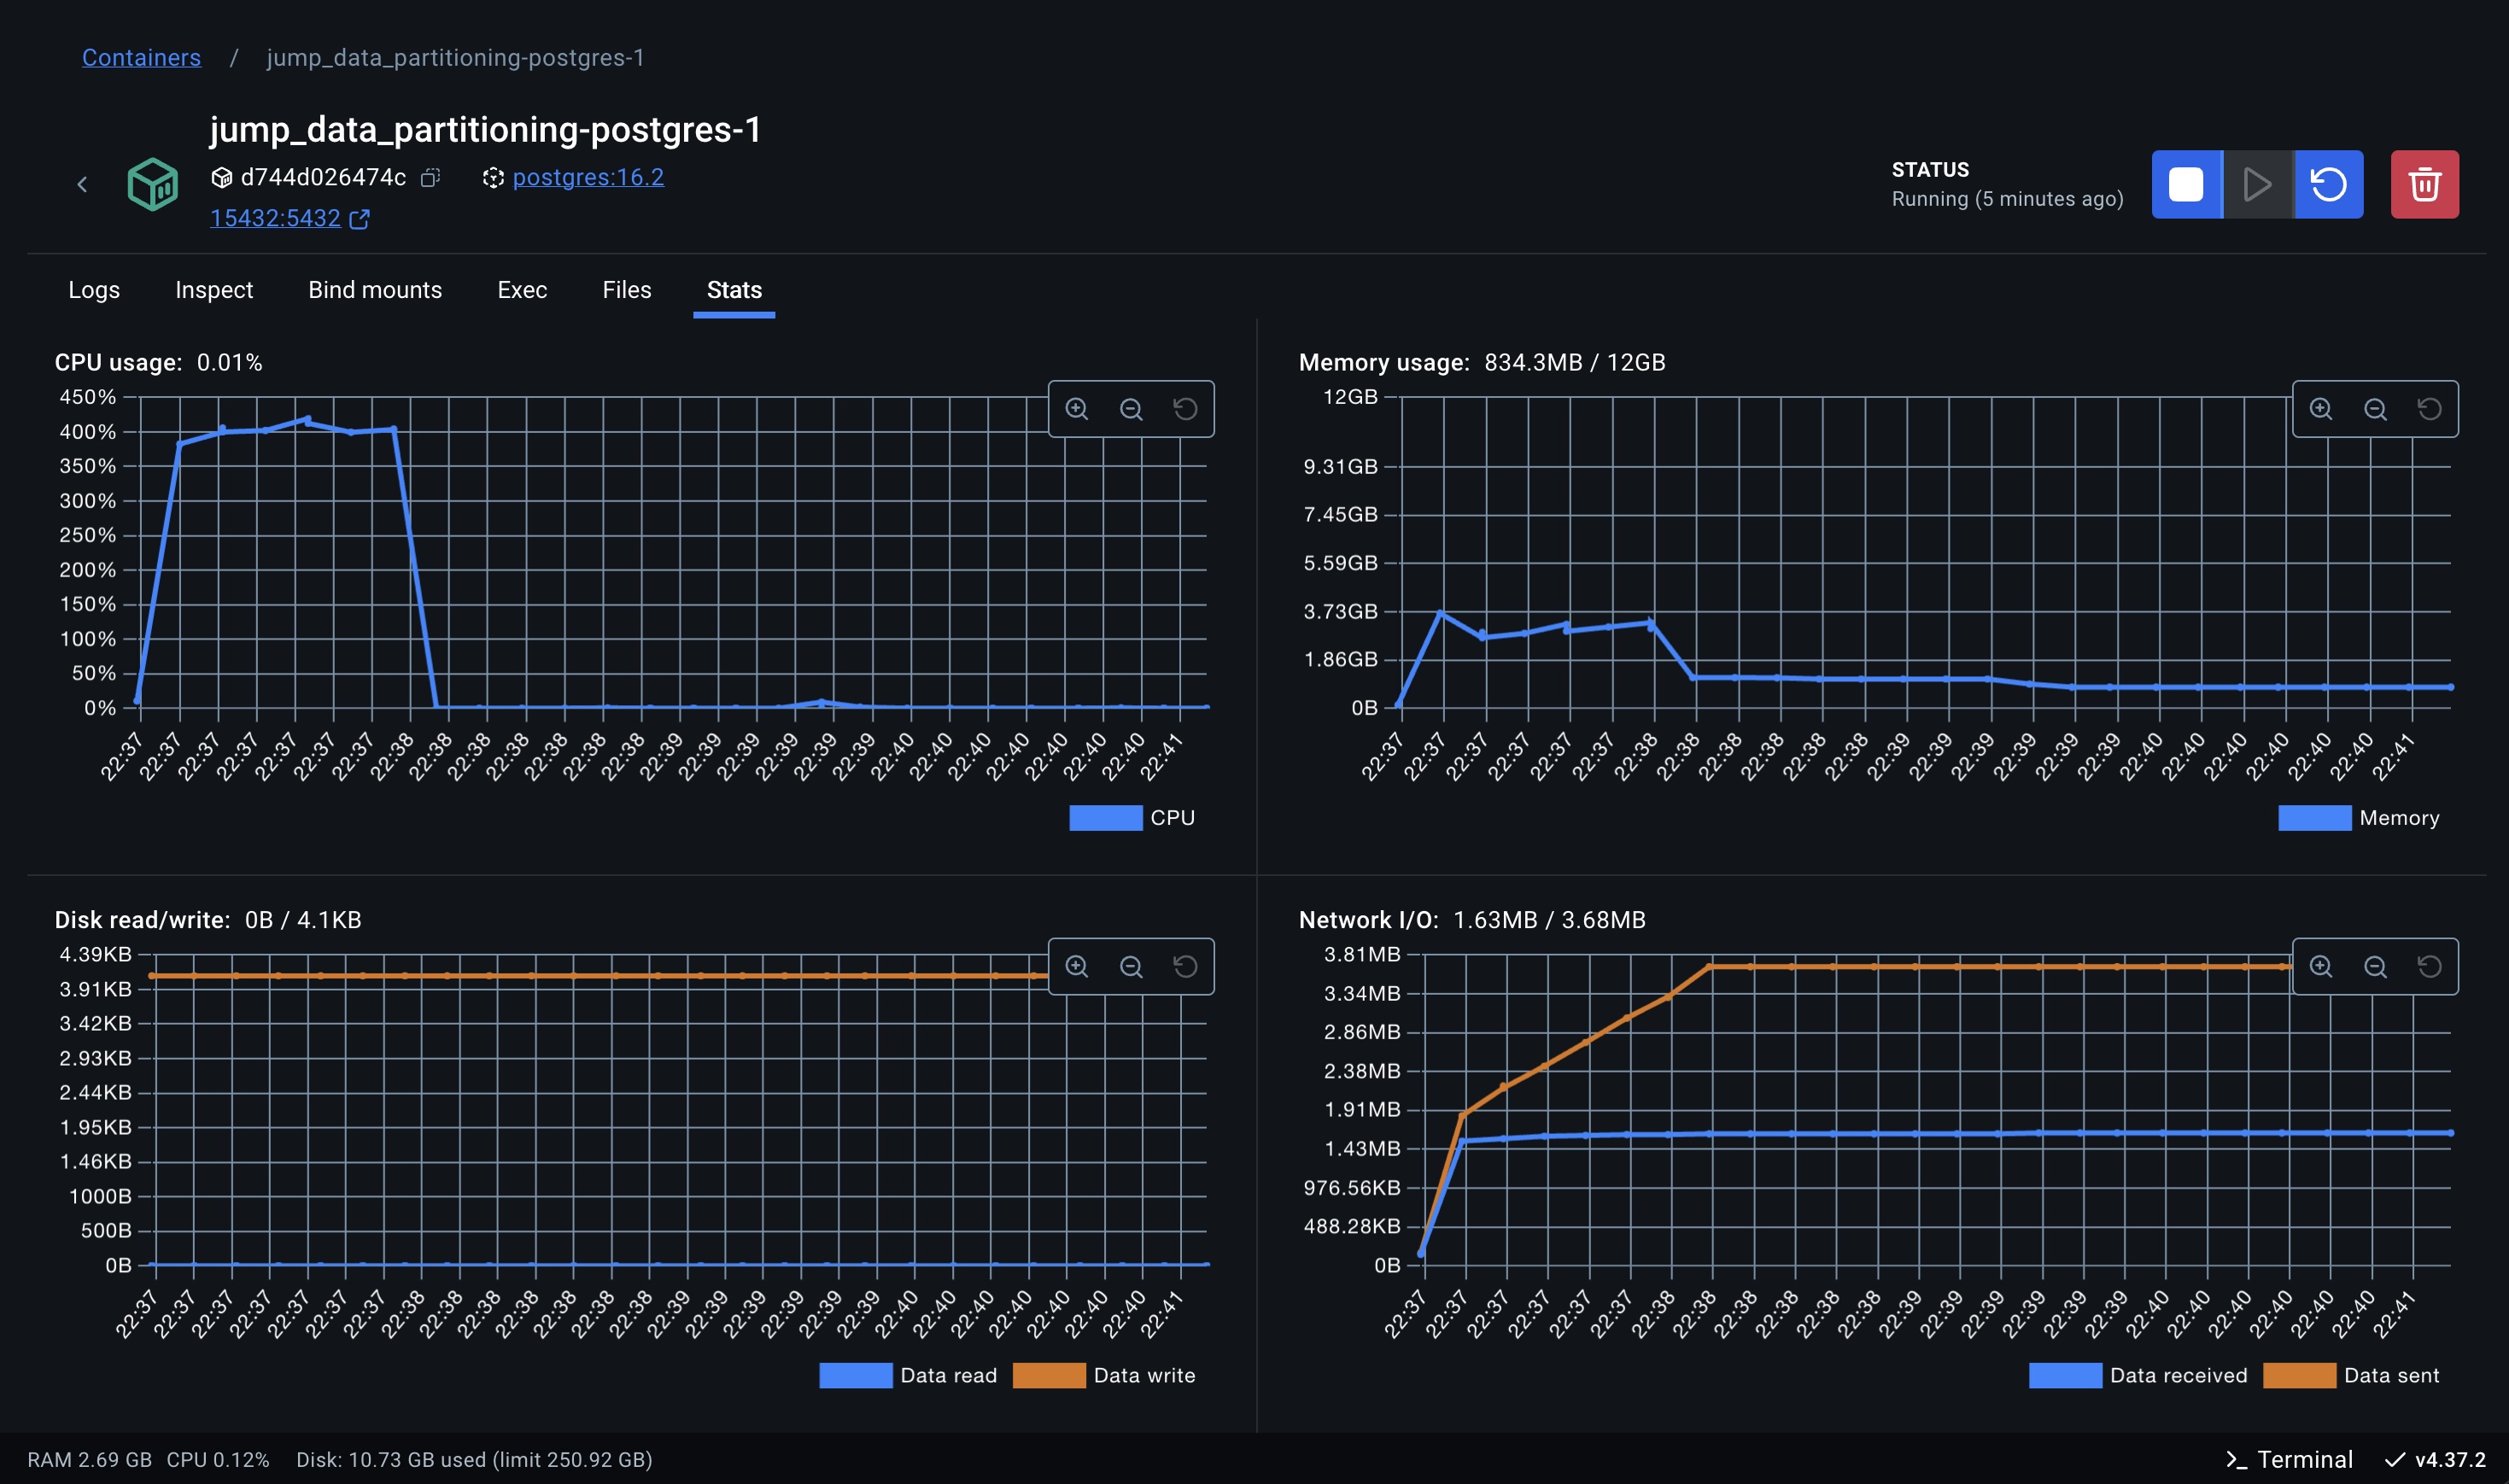 Containers / jump_data_partitioning-postgres-1
jump_data_partitioning-postgres-1
d744d026474c postgres:16.2
15432:5432
STATUS
Running (5 minutes ago)
Logs Inspect Bind mounts Exec Files Stats
CPU usage: 0.01%
450%
400%
350%
300%
250%
200%
150%
100%
50%
0%
22:37 22:37 22:37 22:37 22:37 22:37 22:37 22:38 22:38 22:38 22:38 22:38 22:38 22:38 22:39 22:39 22:39 22:39 22:39 22:39 22:40 22:40 22:40 22:40 22:40 22:40 22:40 22:41
CPU
Memory usage: 834.3MB / 12GB
12GB
9.31GB
7.45GB
5.59GB
3.73GB
1.86GB
0B
22:37 22:37 22:37 22:37 22:37 22:37 22:38 22:38 22:38 22:38 22:38 22:38 22:39 22:39 22:39 22:39 22:39 22:39 22:40 22:40 22:40 22:40 22:40 22:40 22:41
Memory
Disk read/write: 0B / 4.1KB
4.39KB
3.91KB
3.42KB
2.93KB
2.44KB
1.95KB
1.46KB
1000B
500B
0B
22:37 22:37 22:37 22:37 22:37 22:37 22:37 22:38 22:38 22:38 22:38 22:38 22:38 22:38 22:39 22:39 22:39 22:39 22:39 22:39 22:40 22:40 22:40 22:40 22:40 22:40 22:40 22:41
Data read Data write
Network I/O: 1.63MB / 3.68MB
3.81MB
3.34MB
2.86MB
2.38MB
1.91MB
1.43MB
976.56KB
488.28KB
0B
22:37 22:37 22:37 22:37 22:37 22:37 22:38 22:38 22:38 22:38 22:38 22:38 22:39 22:39 22:39 22:39 22:39 22:39 22:40 22:40 22:40 22:40 22:40 22:40 22:41
Data received Data sent
RAM 2.69 GB CPU 0.12% Disk: 10.73 GB used (limit 250.92 GB)
Terminal v4.37.2